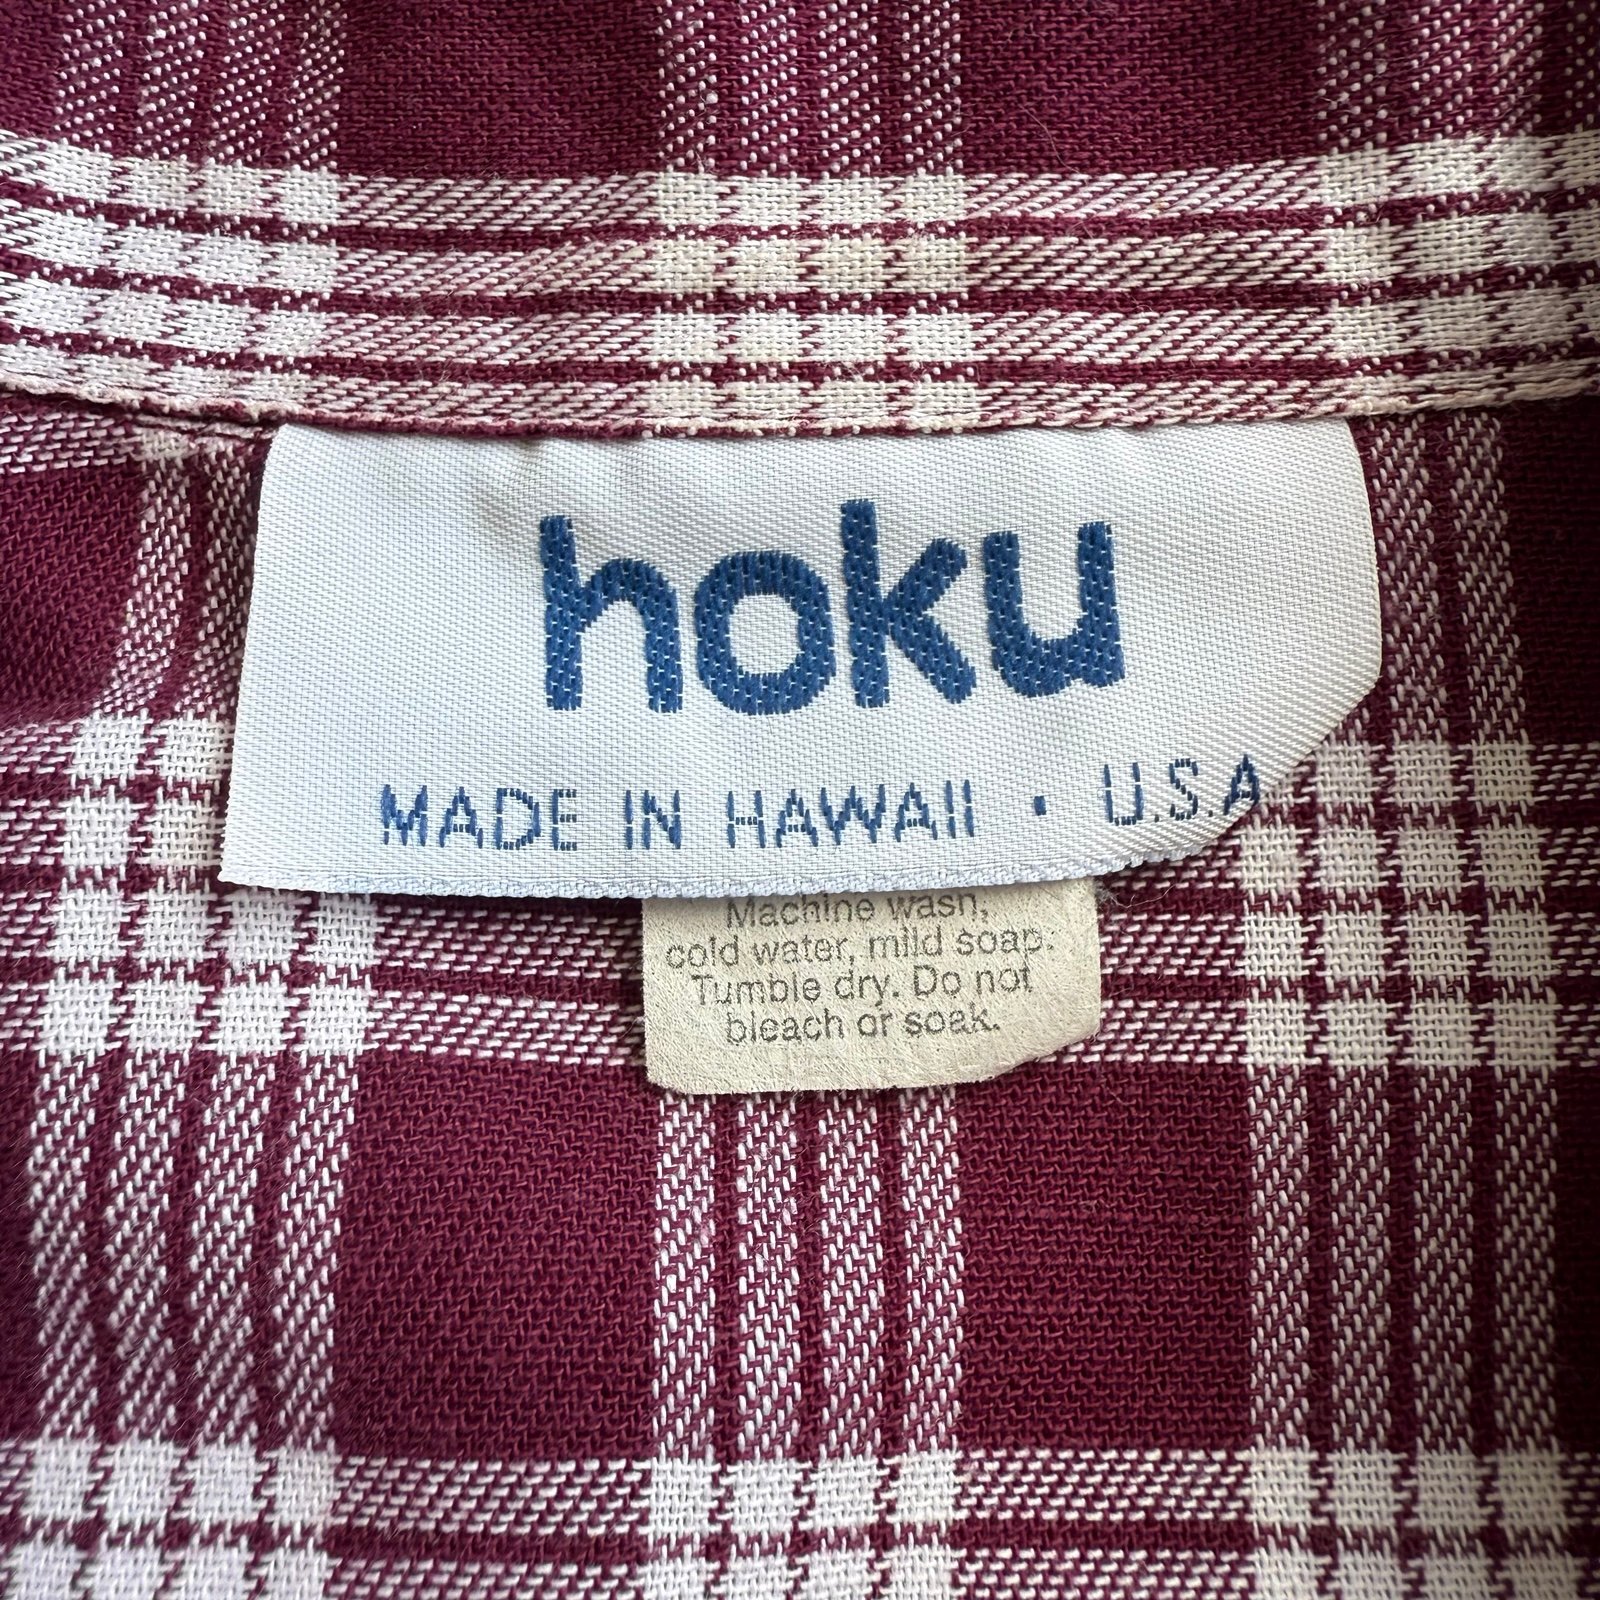 hoku
MADE IN HAWAII • U.S.A
Machine wash,
cold water, mild soap.
Tumble dry. Do not
bleach or soak.